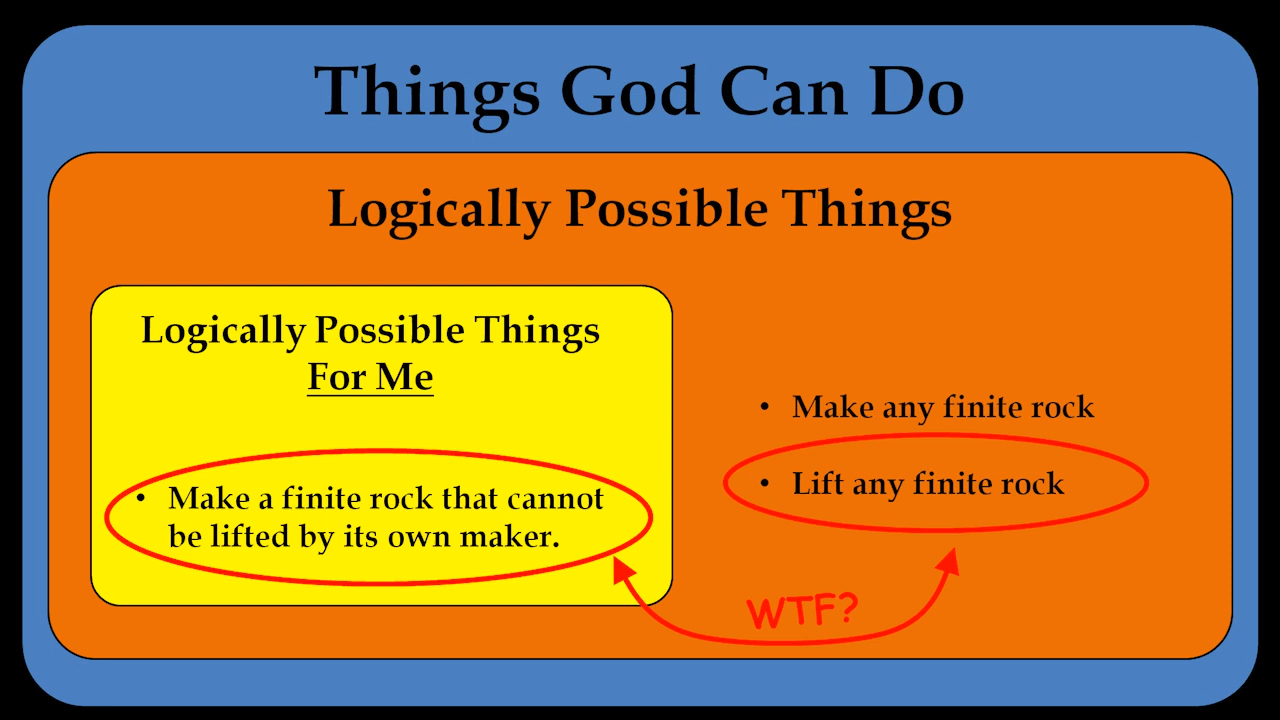 Things God Can Do
Logically Possible Things
Logically Possible Things
For Me
• Make a finite rock that cannot
be lifted by its own maker.
• Make any finite rock
• Lift any finite rock
WTF?